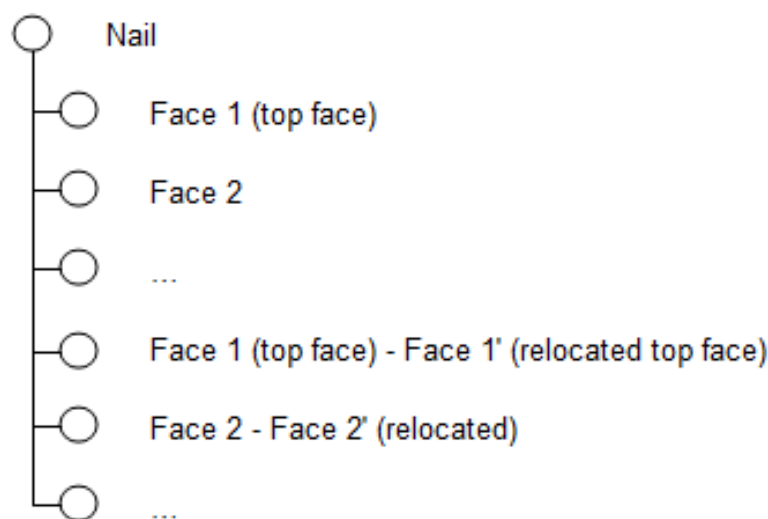 Nail
Face 1 (top face)
Face 2
...
Face 1 (top face) - Face 1' (relocated top face)
Face 2 - Face 2' (relocated)
...